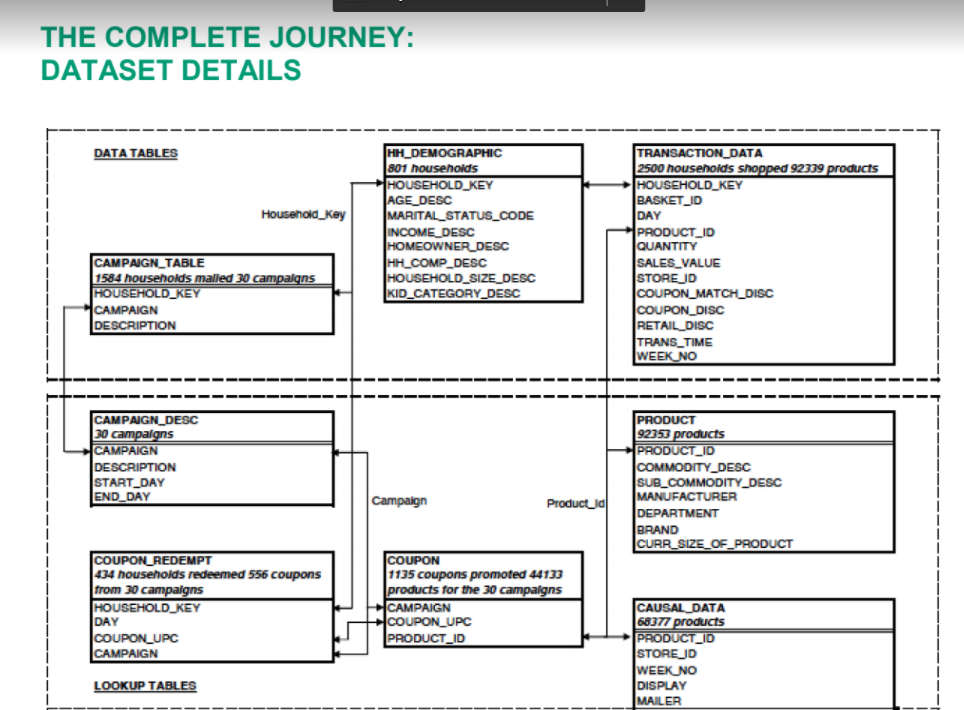 THE COMPLETE JOURNEY:
DATASET DETAILS
DATA TABLES
HH_DEMOGRAPHIC
801 households
HOUSEHOLD_KEY
AGE_DESC
MARITAL_STATUS_CODE
INCOME_DESC
HOMEOWNER_DESC
HH_COMP_DESC
HOUSEHOLD_SIZE_DESC
KID_CATEGORY_DESC
TRANSACTION_DATA
2500 households shopped 92339 products
HOUSEHOLD_KEY
BASKET_ID
DAY
PRODUCT_ID
QUANTITY
SALES_VALUE
STORE_ID
COUPON_MATCH_DISC
COUPON_DISC
RETAIL_DISC
TRANS_TIME
WEEK_NO
Household_Key
CAMPAIGN_TABLE
1584 households mailed 30 campaigns
HOUSEHOLD_KEY
CAMPAIGN
DESCRIPTION
CAMPAIGN_DESC
30 campaigns
CAMPAIGN
DESCRIPTION
START_DAY
END_DAY
Campaign
Product_Id
PRODUCT
92353 products
PRODUCT_ID
COMMODITY_DESC
SUB_COMMODITY_DESC
MANUFACTURER
DEPARTMENT
BRAND
CURR_SIZE_OF_PRODUCT
COUPON_REDEMPT
434 households redeemed 556 coupons
from 30 campaigns
HOUSEHOLD_KEY
DAY
COUPON_UPC
CAMPAIGN
COUPON
1135 coupons promoted 44133
products for the 30 campaigns
CAMPAIGN
COUPON_UPC
PRODUCT_ID
CAUSAL_DATA
68377 products
PRODUCT_ID
STORE_ID
WEEK_NO
DISPLAY
MAILER
LOOKUP TABLES